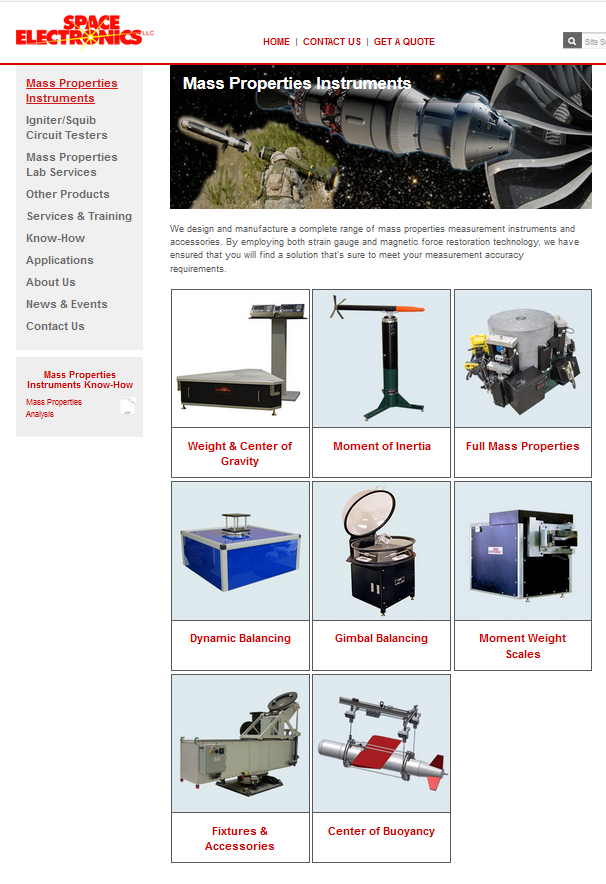 SPACE
ELECTRONICS LLC.
HOME | CONTACT US | GET A QUOTE
Site S
Mass Properties
Instruments
Igniter/Squib
Circuit Testers
Mass Properties
Lab Services
Other Products
Services & Training
Know-How
Applications
About Us
News & Events
Contact Us
Mass Properties
Instruments Know-How
Mass Properties
Analysis
Mass Properties Instruments
We design and manufacture a complete range of mass properties measurement instruments and
accessories. By employing both strain gauge and magnetic force restoration technology, we have
ensured that you will find a solution that's sure to meet your measurement accuracy
requirements.
Weight & Center of
Gravity
Moment of Inertia
Full Mass Properties
Dynamic Balancing
Gimbal Balancing
Moment Weight
Scales
Fixtures &
Accessories
Center of Buoyancy